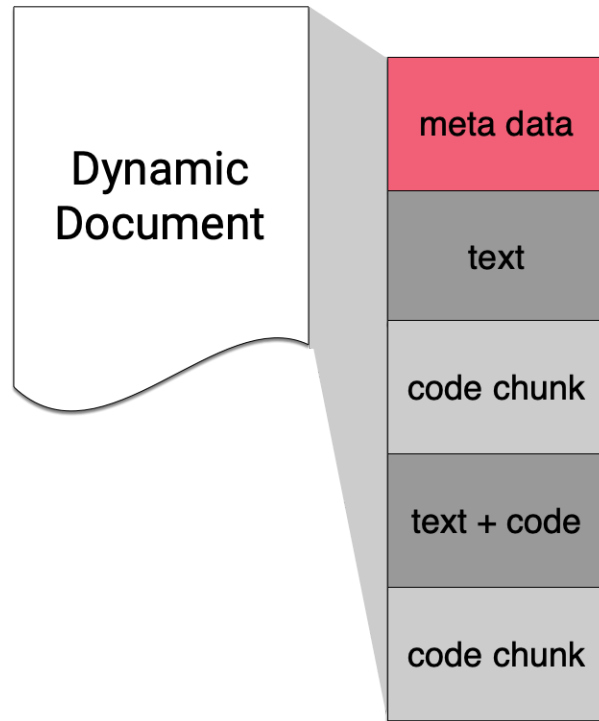 Dynamic
Document
meta data
text
code chunk
text + code
code chunk